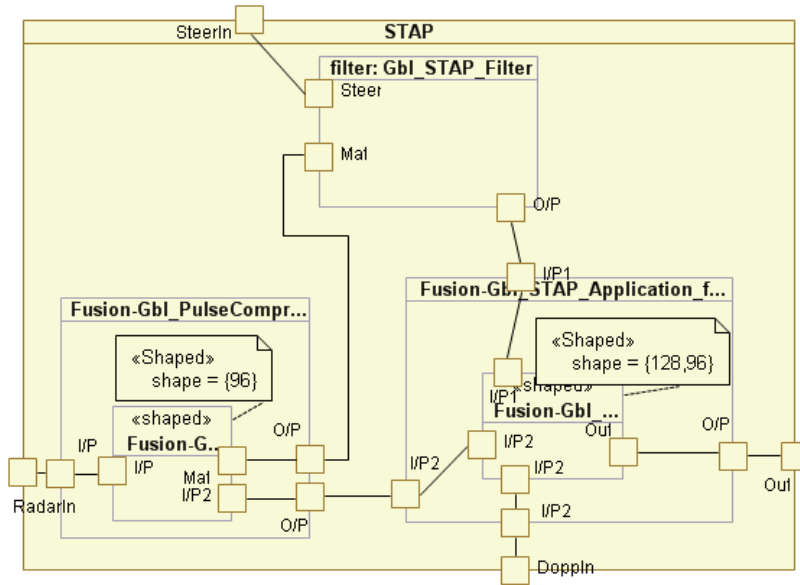 SteerIn
STAP
filter: Gbl_STAP_Filter
Steer
Mat
O/P
I/P1
Fusion-Gbl_STAP_Application_f...
Fusion-Gbl_PulseCompr...
«Shaped»
shape = {96}
«Shaped»
shape = {128,96}
«shaped»
Fusion-G...
«shaped»
Fusion-Gbl_...
I/P1
I/P
I/P
Mat
I/P2
O/P
O/P
RadarIn
I/P2
I/P2
Out
I/P2
I/P2
O/P
Out
DoppIn